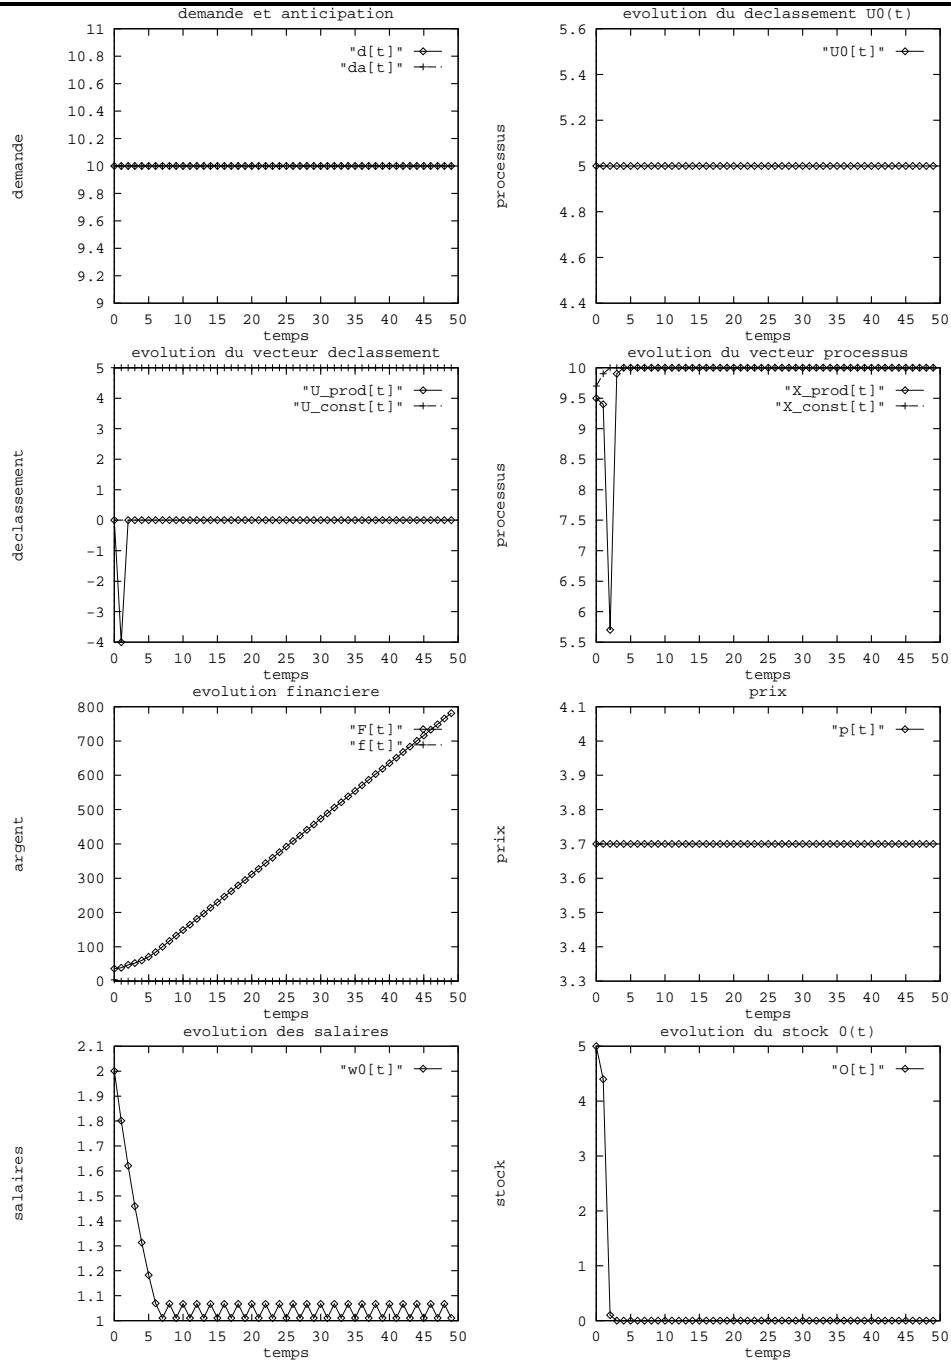 demande et anticipation
11
10.8
10.6
10.4
10.2
10
9.8
9.6
9.4
9.2
9
demande
"d[t]"
"da[t]"
0 5 10 15 20 25 30 35 40 45 50
temps
evolution du declassement U0(t)
5.6
5.4
5.2
5
4.8
4.6
4.4
processus
"U0[t]"
0 5 10 15 20 25 30 35 40 45 50
temps
evolution du vecteur declassement
5
4
3
2
1
0
-1
-2
-3
-4
declassement
"U_prod[t]"
"U_const[t]"
0 5 10 15 20 25 30 35 40 45 50
temps
evolution du vecteur processus
10
9.5
9
8.5
8
7.5
7
6.5
6
5.5
processus
"X_prod[t]"
"X_const[t]"
0 5 10 15 20 25 30 35 40 45 50
temps
evolution financiere
800
700
600
500
400
300
200
100
0
argent
"F[t]"
"f[t]"
0 5 10 15 20 25 30 35 40 45 50
temps
prix
4.1
4
3.9
3.8
3.7
3.6
3.5
3.4
3.3
prix
"p[t]"
0 5 10 15 20 25 30 35 40 45 50
temps
evolution des salaires
2.1
2
1.9
1.8
1.7
1.6
1.5
1.4
1.3
1.2
1.1
1
salaires
"w0[t]"
0 5 10 15 20 25 30 35 40 45 50
temps
evolution du stock 0(t)
5
4
3
2
1
0
stock
"O[t]"
0 5 10 15 20 25 30 35 40 45 50
temps